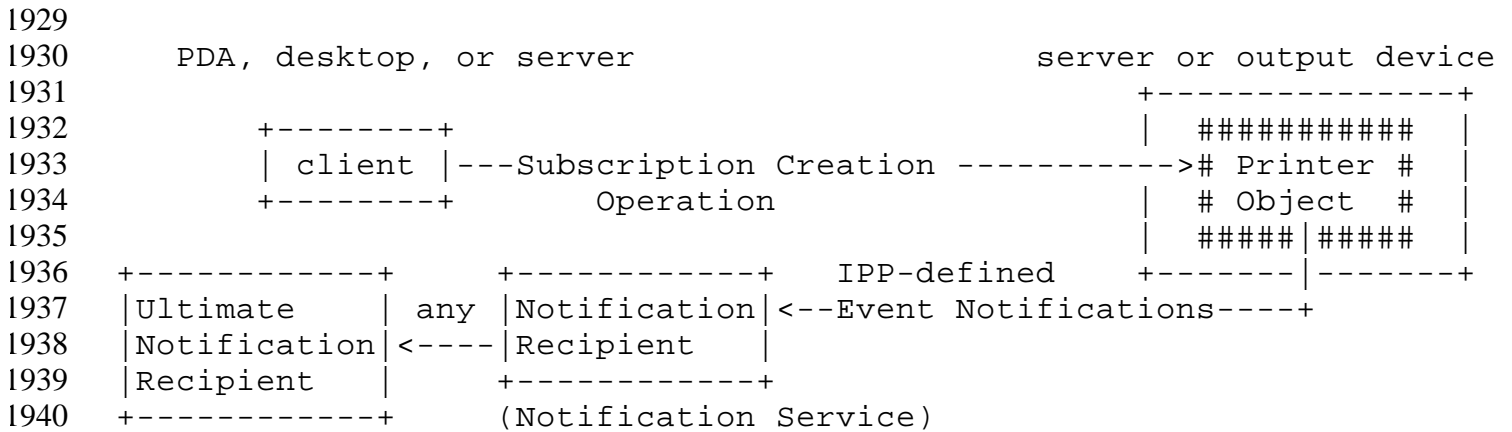 1929
1930      PDA, desktop, or server                      server or output device
1931                                                         +---------------+
1932           +--------+                                    |  ###########  |
1933           | client |---Subscription Creation -----------># Printer #  |
1934           +--------+        Operation                   |  # Object  #  |
1935                                                         |  #####|#####  |
1936   +------------+      +------------+   IPP-defined    +-------|-------+
1937   |Ultimate    | any |Notification|<--Event Notifications----+
1938   |Notification|<----|Recipient   |
1939   |Recipient   |      +------------+
1940   +------------+      (Notification Service)